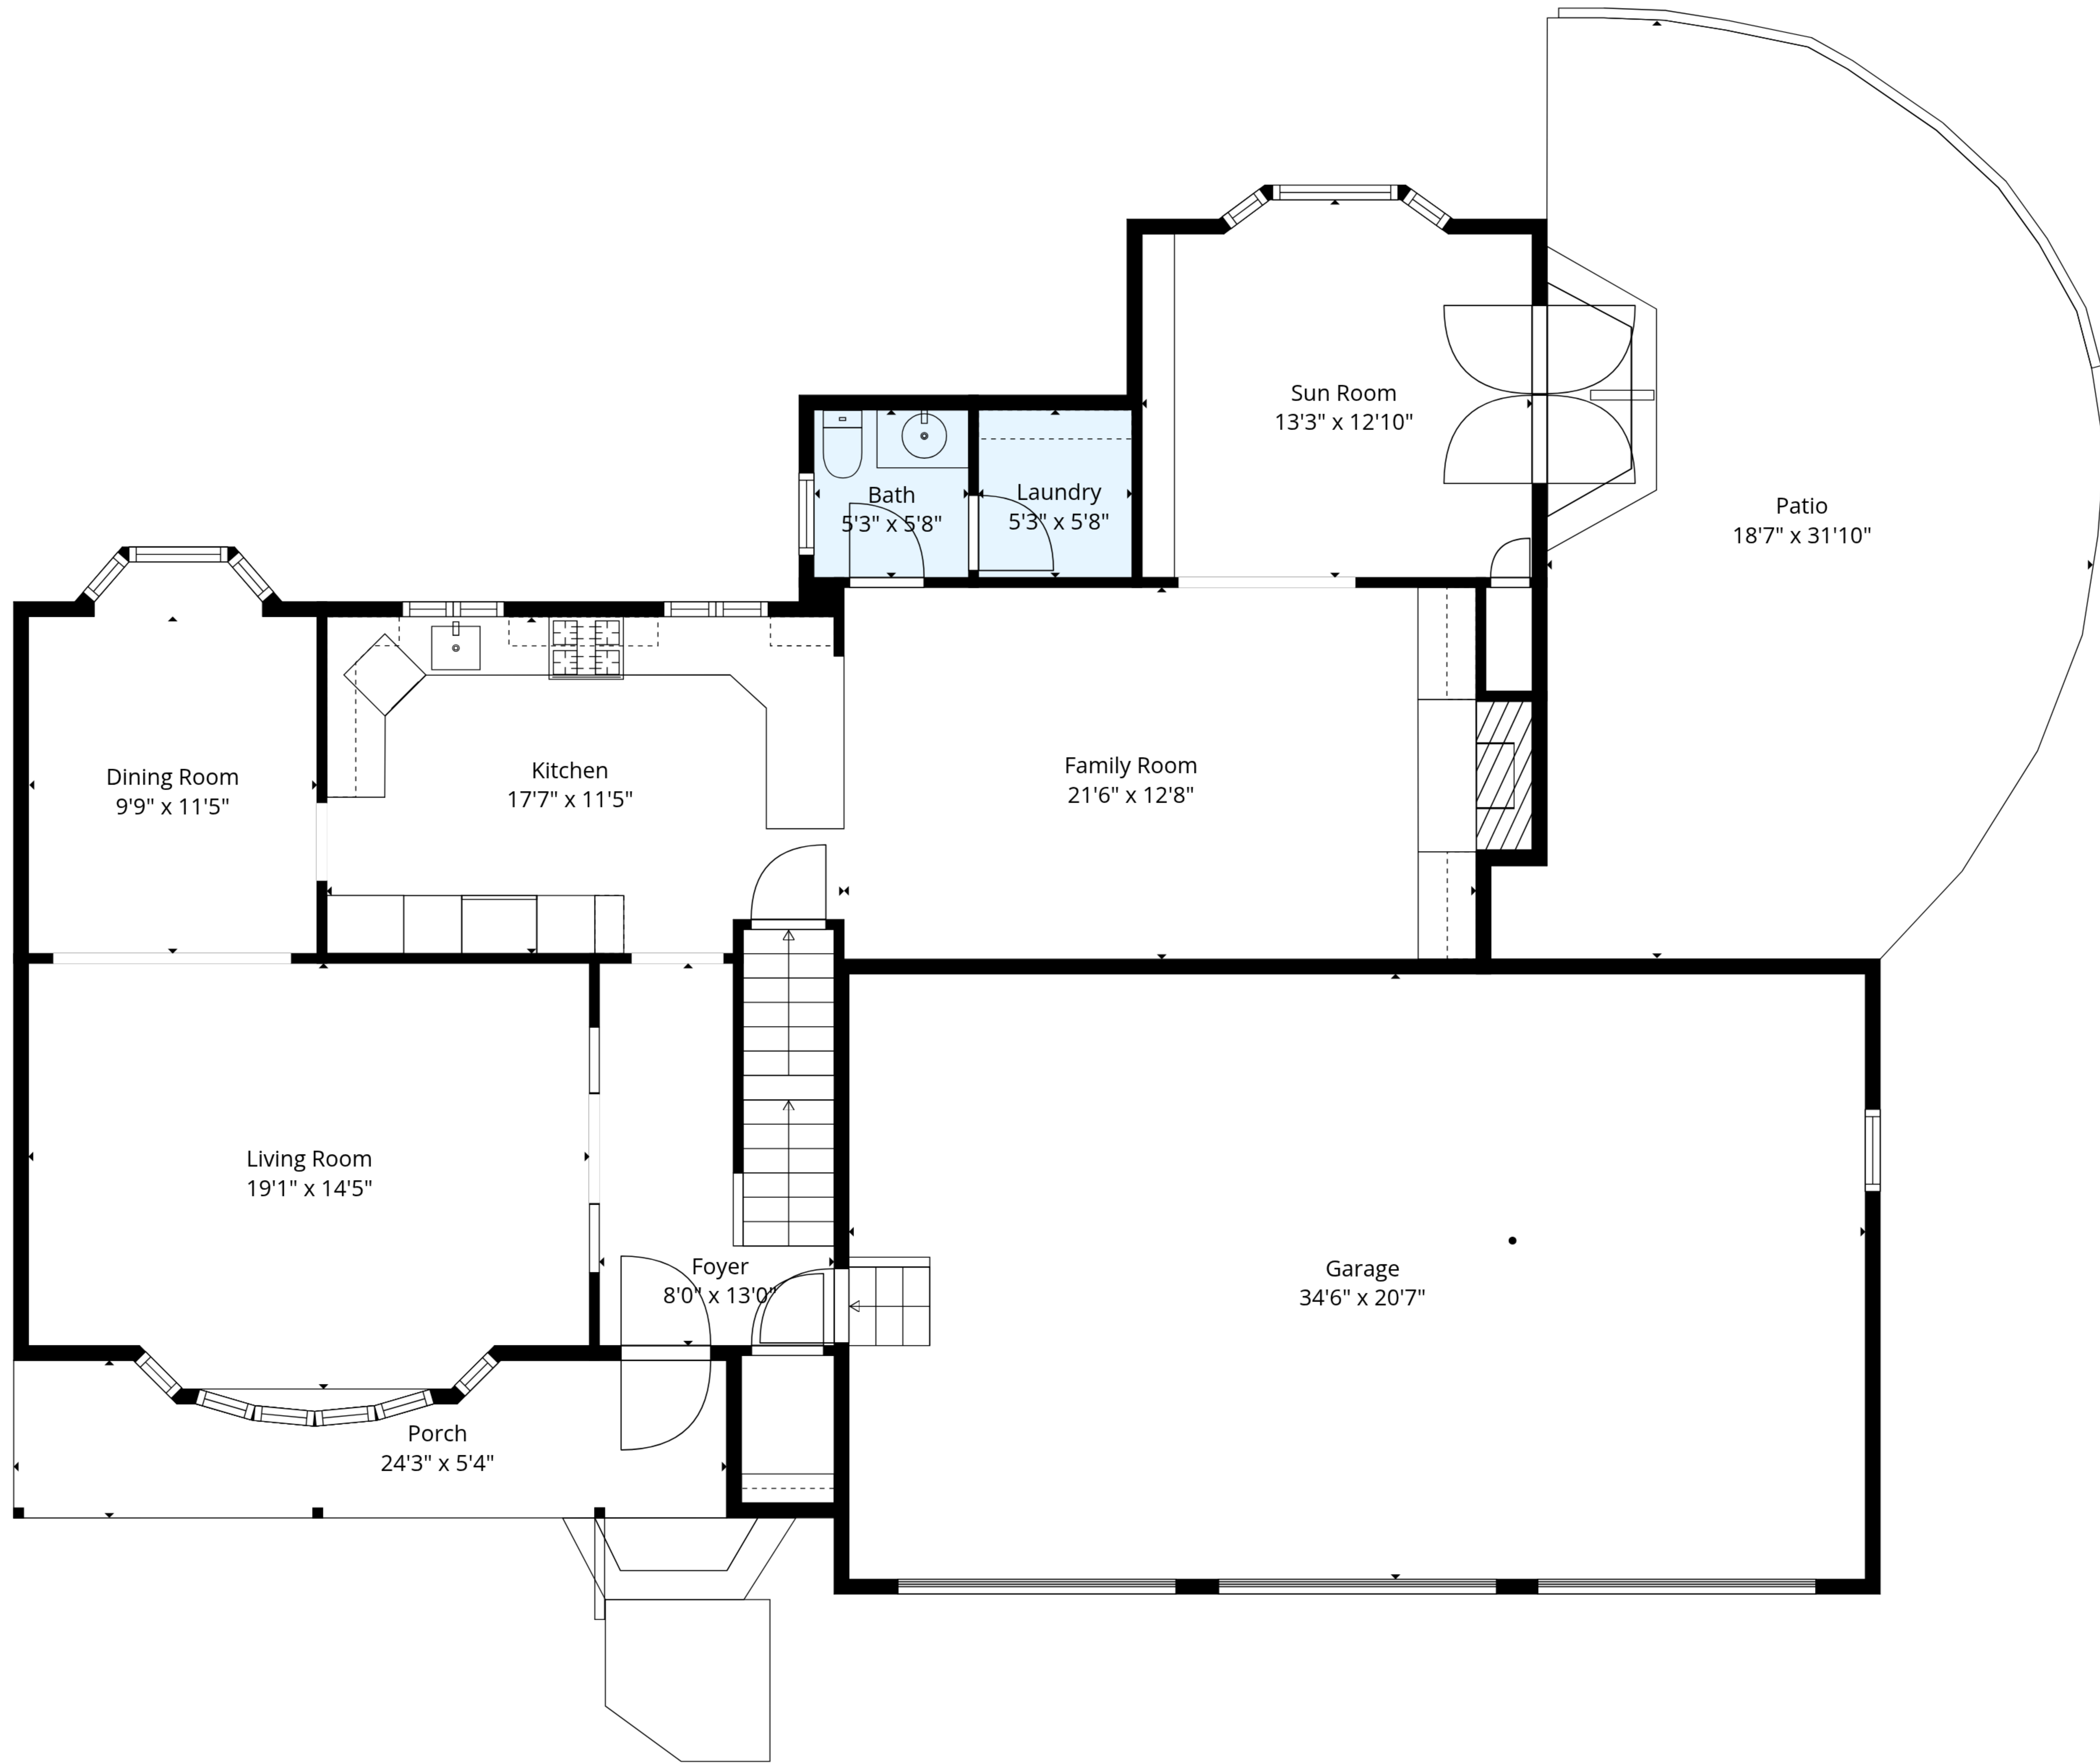 Sun Room
13'3" x 12'10"
Bath
5'3" x 5'8"
Laundry
5'3" x 5'8"
Patio
18'7" x 31'10"
Dining Room
9'9" x 11'5"
Kitchen
17'7" x 11'5"
Family Room
21'6" x 12'8"
Living Room
19'1" x 14'5"
Foyer
8'0" x 13'0"
Garage
34'6" x 20'7"
Porch
24'3" x 5'4"